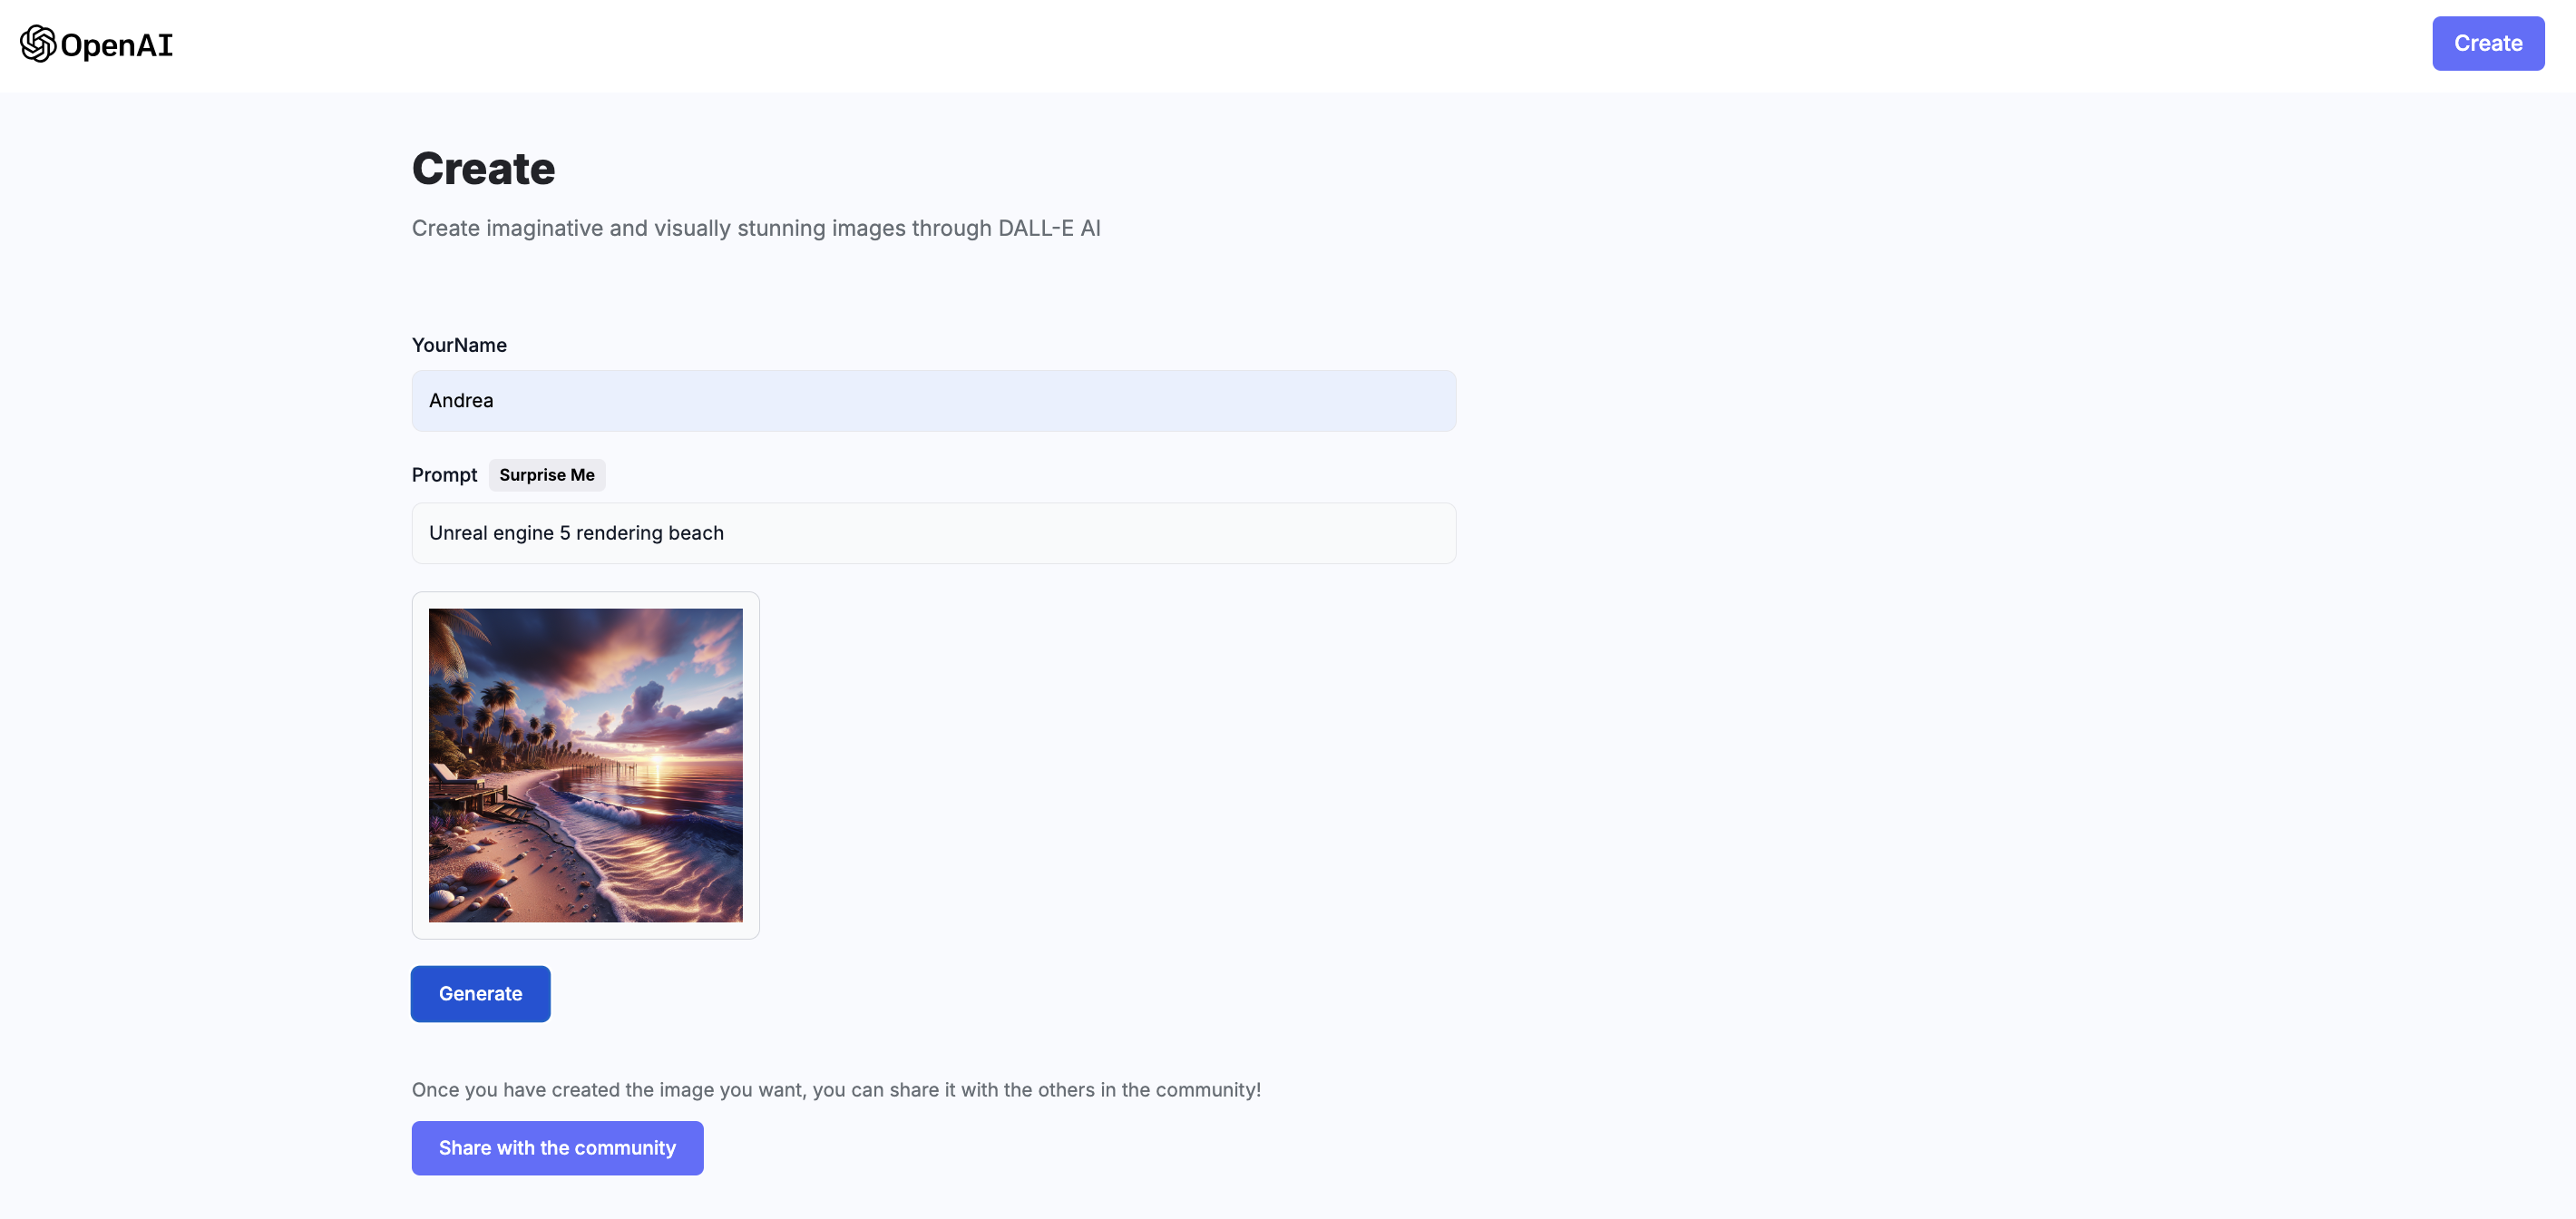 OpenAI
Create
Create
Create imaginative and visually stunning images through DALL-E AI
YourName
Andrea
Prompt Surprise Me
Unreal engine 5 rendering beach
Generate
Once you have created the image you want, you can share it with the others in the community!
Share with the community